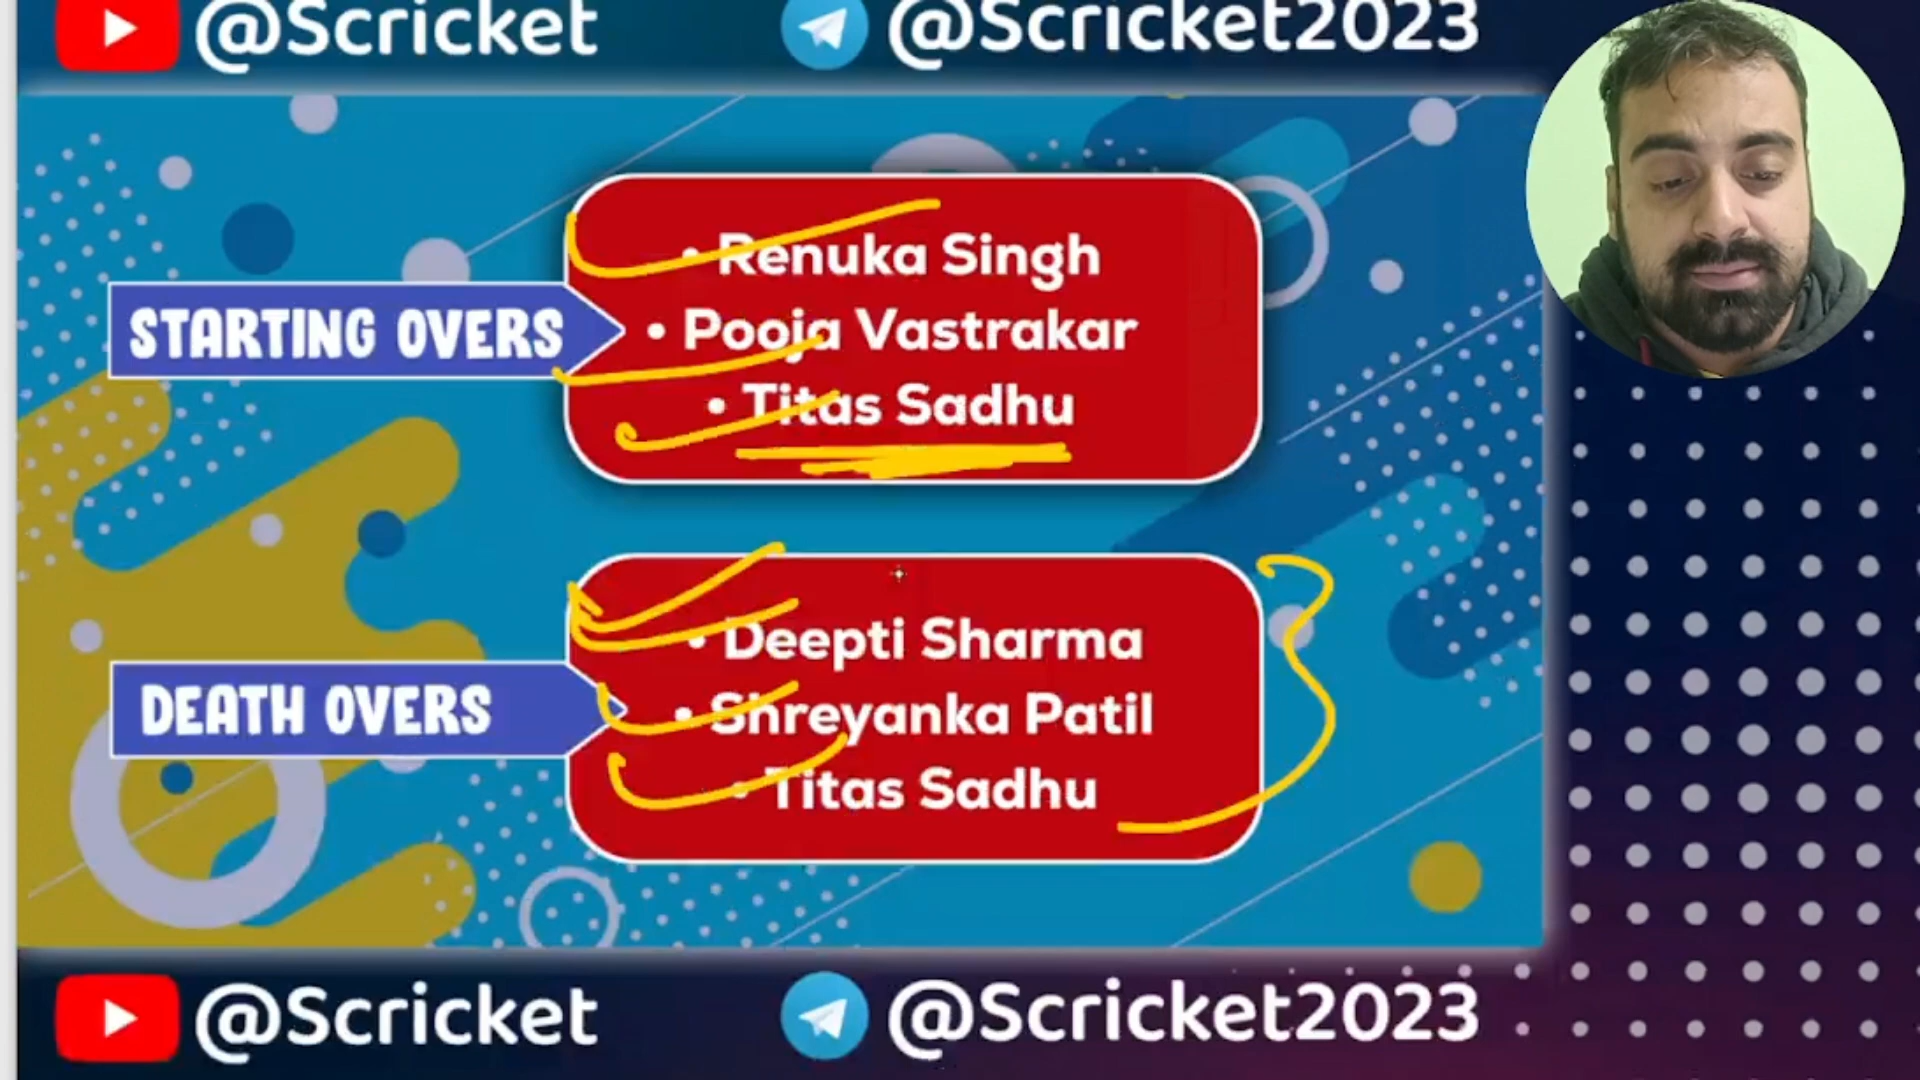 @Scricket @Scricket2023
• Renuka Singh
STARTING OVERS
• Pooja Vastrakar
• Titas Sadhu
• Deepti Sharma
DEATH OVERS
• Shreyanka Patil
• Titas Sadhu
@Scricket @Scricket2023